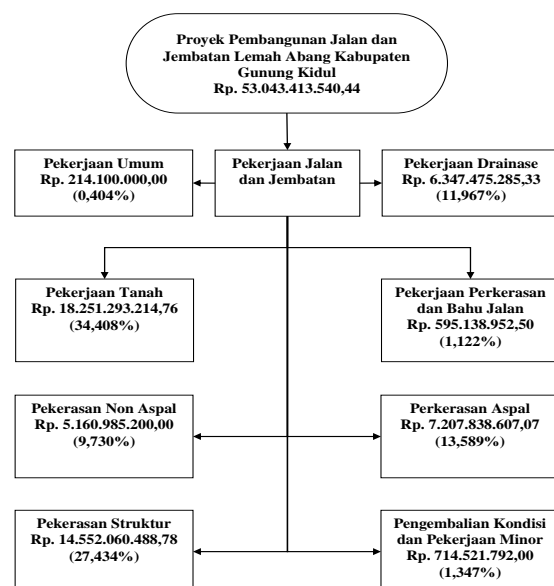 Proyek Pembangunan Jalan dan
Jembatan Lemah Abang Kabupaten
Gunung Kidul
Rp. 53.043.413.540,44
Pekerjaan Umum
Rp. 214.100.000,00
(0,404%)
Pekerjaan Jalan
dan Jembatan
Pekerjaan Drainase
Rp. 6.347.475.285,33
(11,967%)
Pekerjaan Tanah
Rp. 18.251.293.214,76
(34,408%)
Pekerjaan Perkerasan
dan Bahu Jalan
Rp. 595.138.952,50
(1,122%)
Pekerasan Non Aspal
Rp. 5.160.985.200,00
(9,730%)
Perkerasan Aspal
Rp. 7.207.838.607,07
(13,589%)
Pekerasan Struktur
Rp. 14.552.060.488,78
(27,434%)
Pengembalian Kondisi
dan Pekerjaan Minor
Rp. 714.521.792,00
(1,347%)